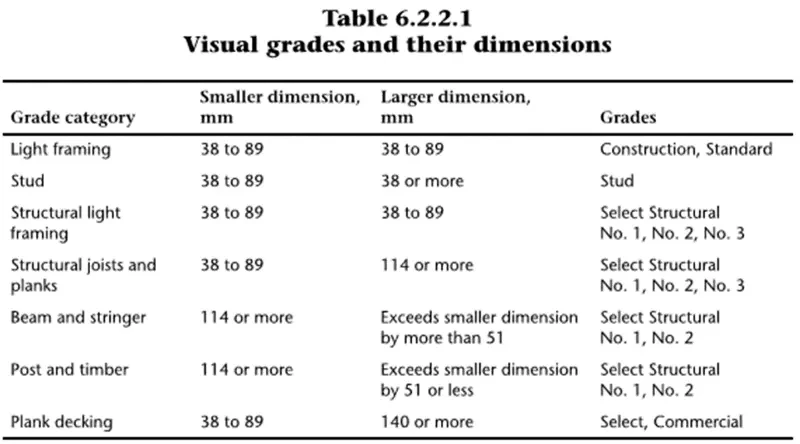 Table 6.2.2.1
Visual grades and their dimensions
Grade category Smaller dimension, mm Larger dimension, mm Grades
Light framing 38 to 89 38 to 89 Construction, Standard
Stud 38 to 89 38 or more Stud
Structural light framing 38 to 89 38 to 89 Select Structural No. 1, No. 2, No. 3
Structural joists and planks 38 to 89 114 or more Select Structural No. 1, No. 2, No. 3
Beam and stringer 114 or more Exceeds smaller dimension by more than 51 Select Structural No. 1, No. 2
Post and timber 114 or more Exceeds smaller dimension by 51 or less Select Structural No. 1, No. 2
Plank decking 38 to 89 140 or more Select, Commercial